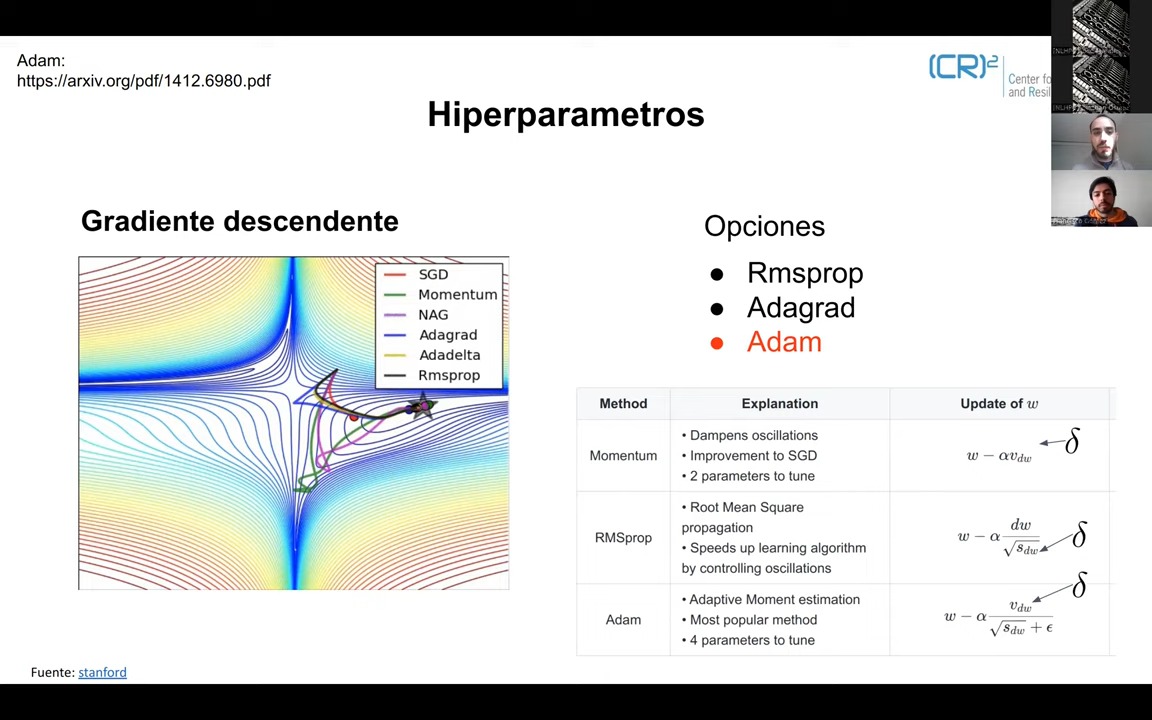 Adam:
https://arxiv.org/pdf/1412.6980.pdf
(CR)²
Center for
and Resil
Hiperparametros
Gradiente descendente
SGD
Momentum
NAG
Adagrad
Adadelta
Rmsprop
Opciones
● Rmsprop
● Adagrad
● Adam
Method Explanation Update of w
Momentum
• Dampens oscillations
• Improvement to SGD
• 2 parameters to tune
w − αv_dw
δ
RMSprop
• Root Mean Square
propagation
• Speeds up learning algorithm
by controlling oscillations
w − α dw/√s_dw
δ
Adam
• Adaptive Moment estimation
• Most popular method
• 4 parameters to tune
w − α v_dw/(√s_dw + ϵ)
δ
Fuente: stanford